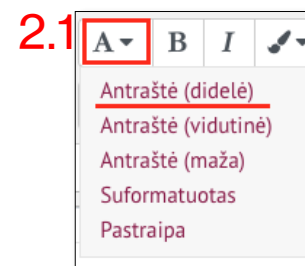 2.1
A B I
Antraštė (didelė)
Antraštė (vidutinė)
Antraštė (maža)
Suformatuotas
Pastraipa